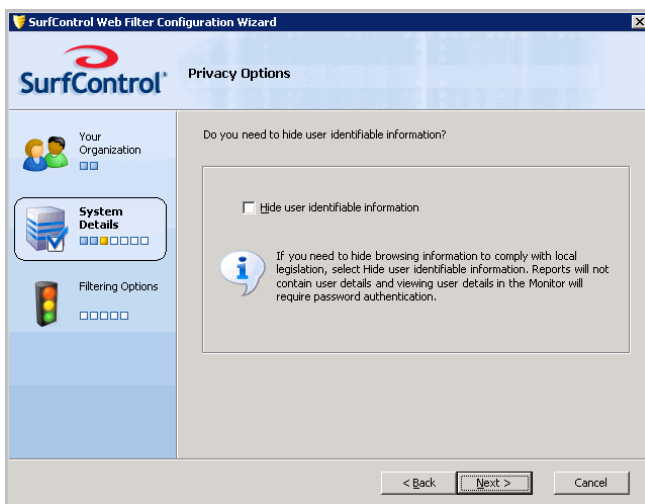 SurfControl Web Filter Configuration Wizard
SurfControl
Privacy Options
Your
Organization
System
Details
Filtering Options
Do you need to hide user identifiable information?
Hide user identifiable information
If you need to hide browsing information to comply with local
legislation, select Hide user identifiable information. Reports will not
contain user details and viewing user details in the Monitor will
require password authentication.
< Back
Next >
Cancel